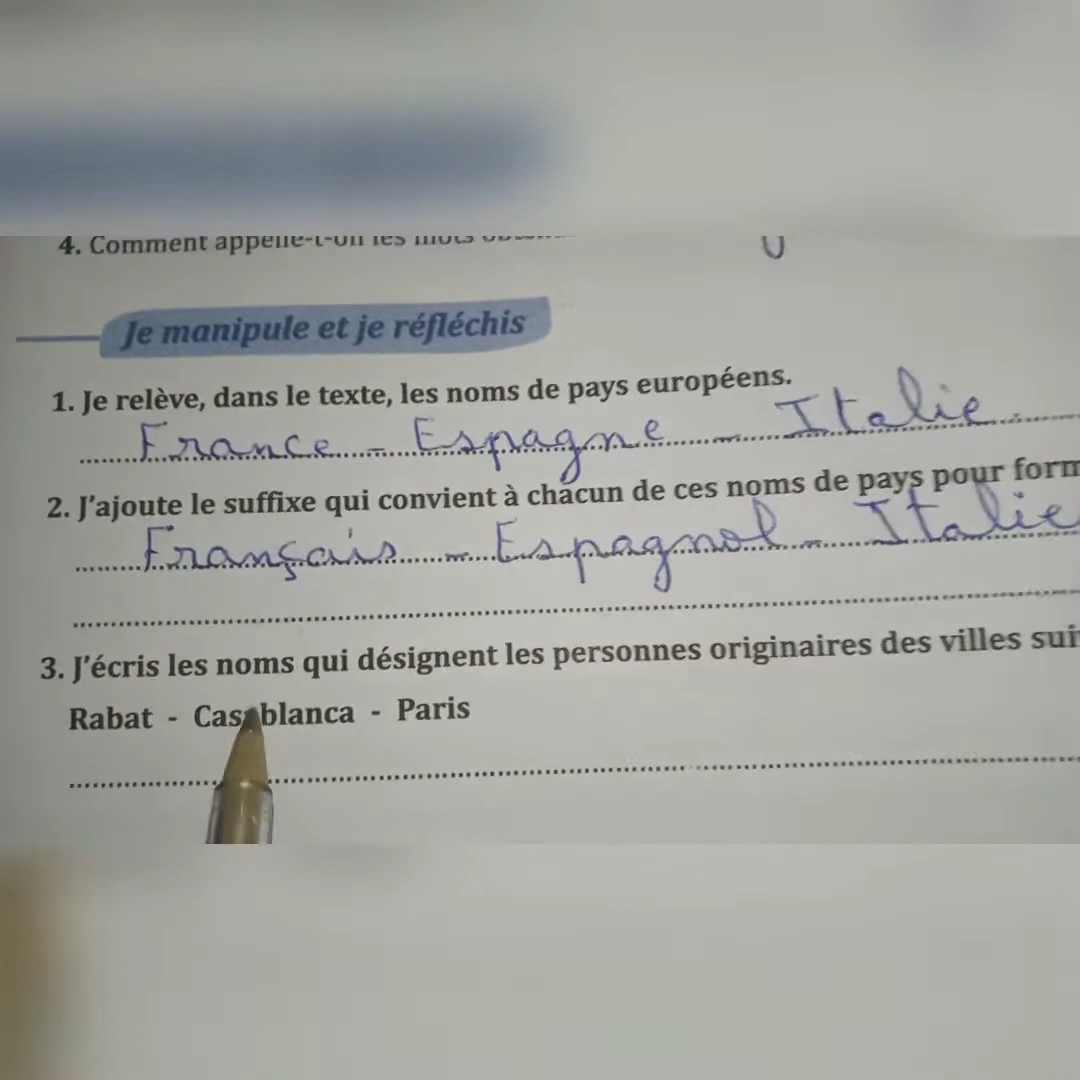 4. Comment appelle-t-on les mots
Je manipule et je réfléchis
1. Je relève, dans le texte, les noms de pays européens.
France - Espagne - Italie.
2. J'ajoute le suffixe qui convient à chacun de ces noms de pays pour form
Français - Espagnol - Italie
3. J'écris les noms qui désignent les personnes originaires des villes sui
Rabat - Casablanca - Paris